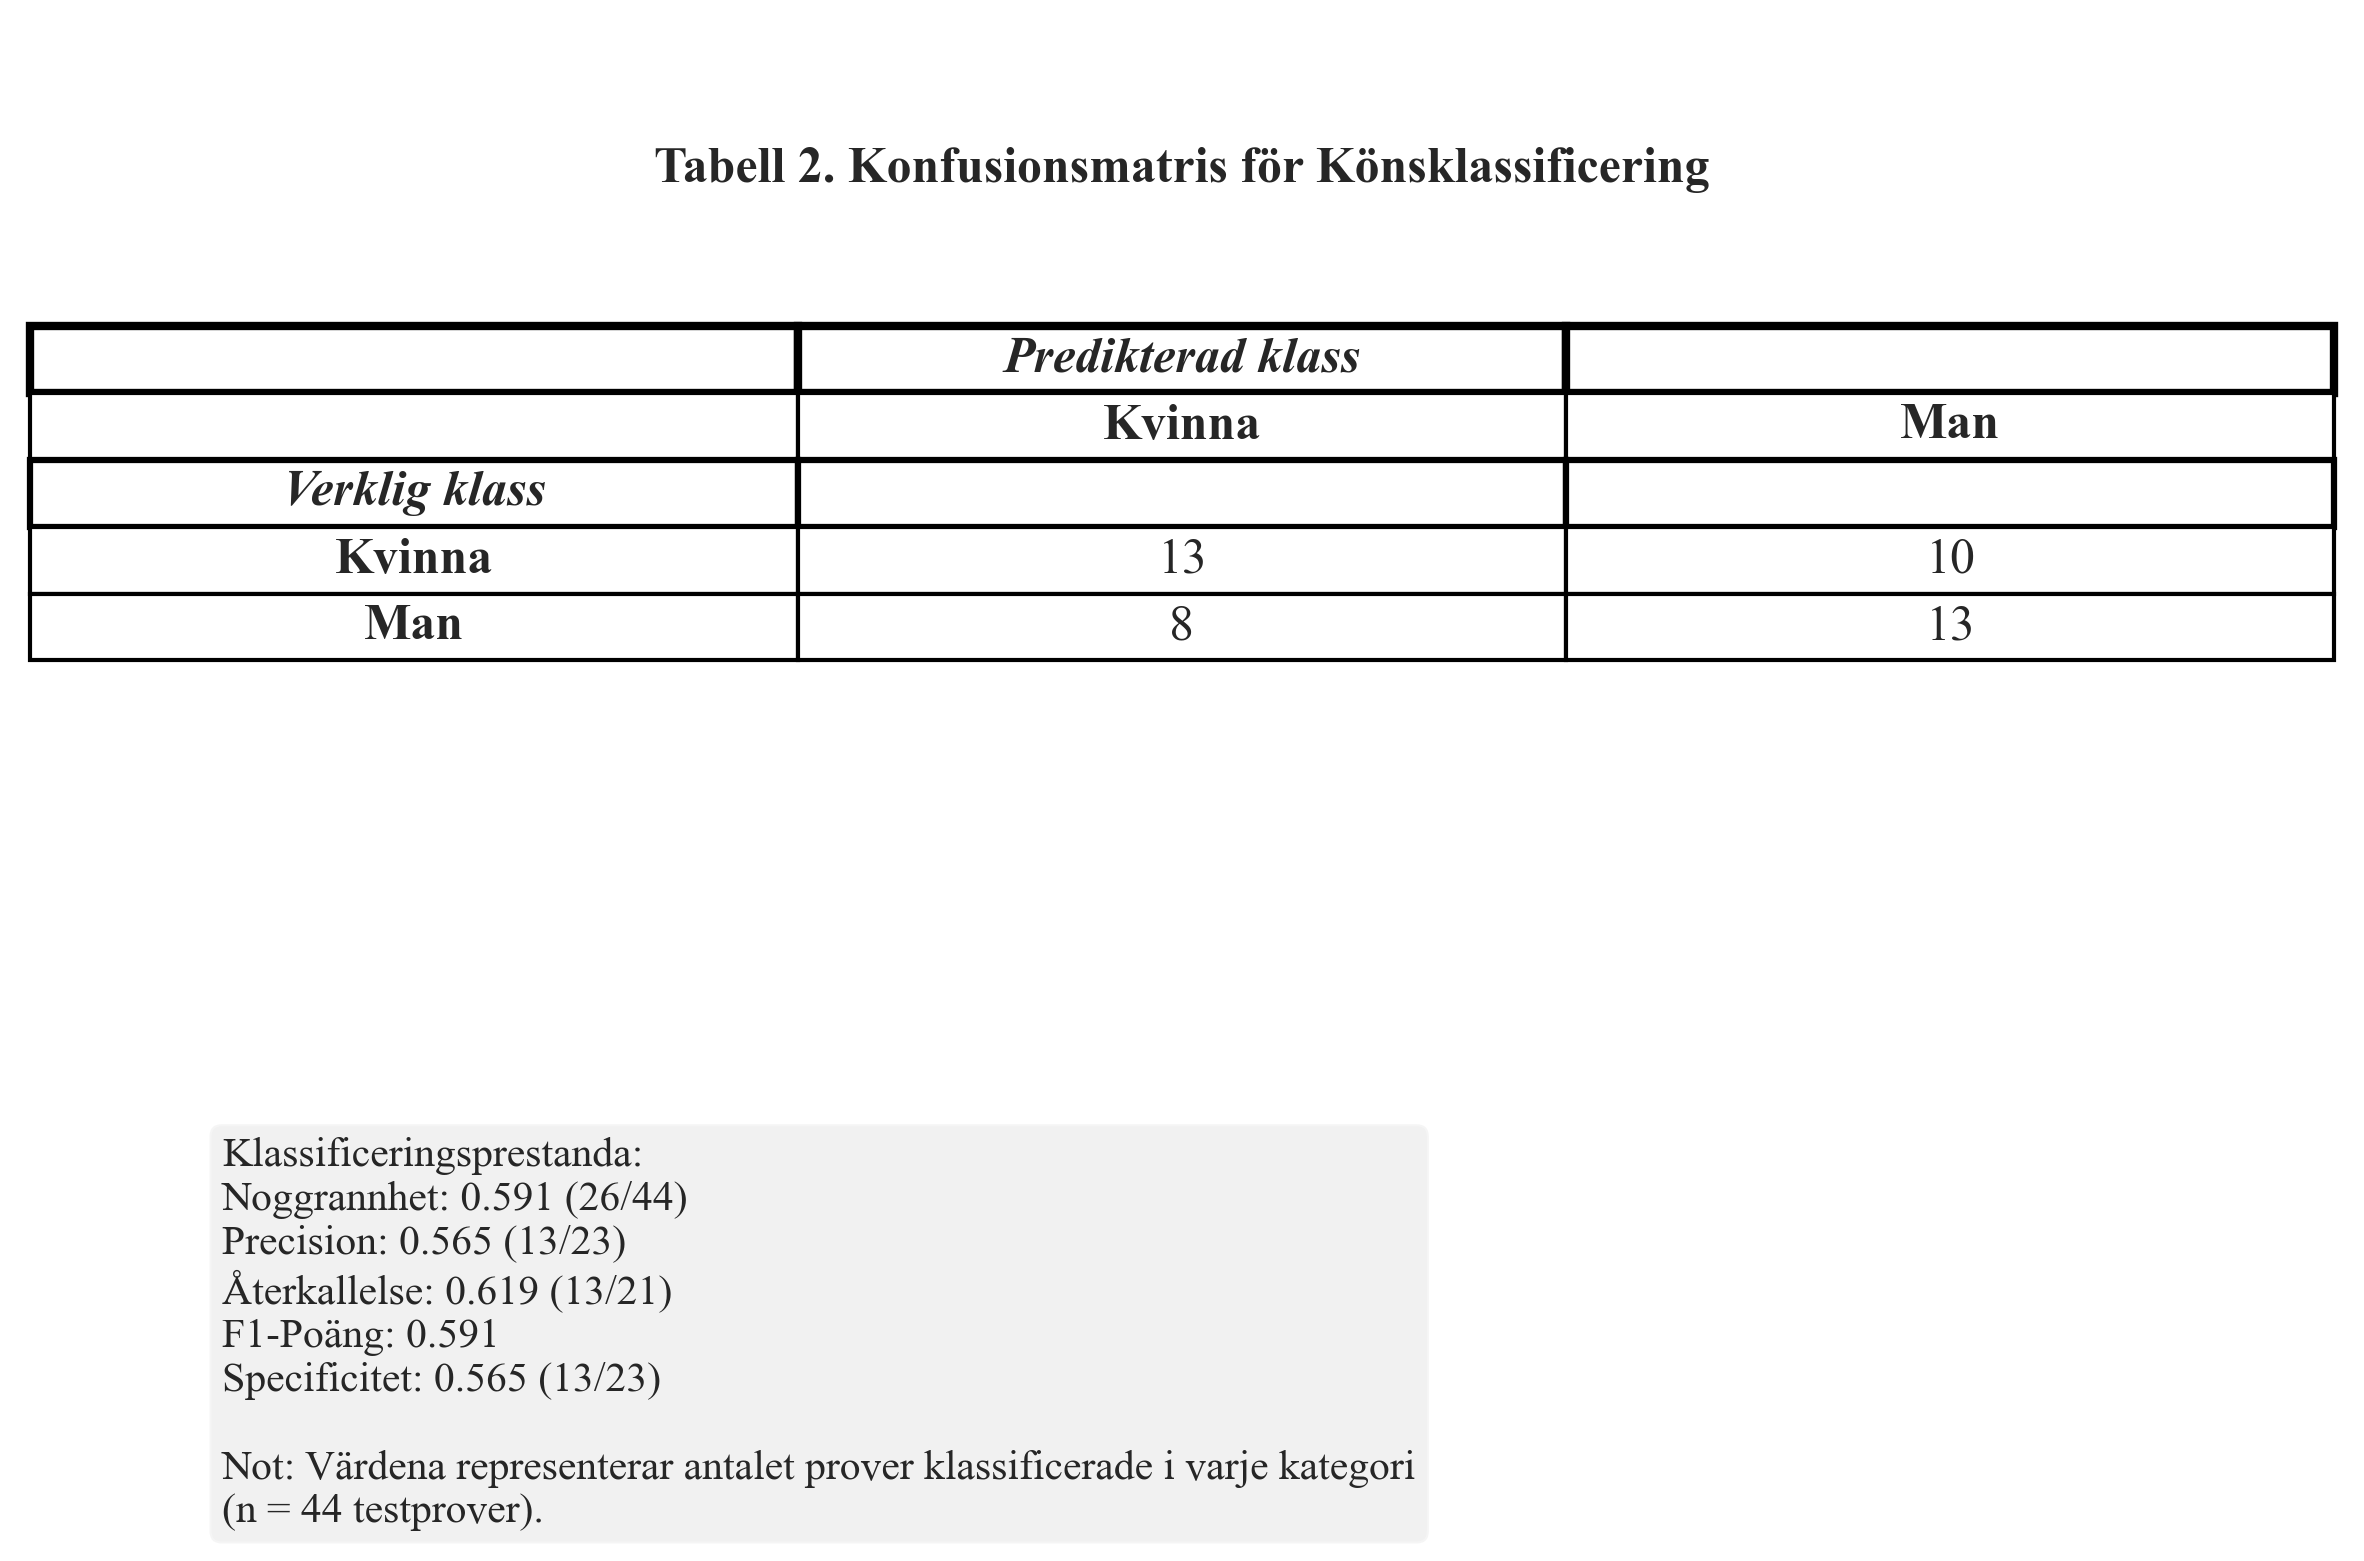 Tabell 2. Konfusionsmatris för Könsklassificering
Predikterad klass
Kvinna Man
Verklig klass
Kvinna 13 10
Man 8 13
Klassificeringsprestanda:
Noggrannhet: 0.591 (26/44)
Precision: 0.565 (13/23)
Återkallelse: 0.619 (13/21)
F1-Poäng: 0.591
Specificitet: 0.565 (13/23)
Not: Värdena representerar antalet prover klassificerade i varje kategori
(n = 44 testprover).